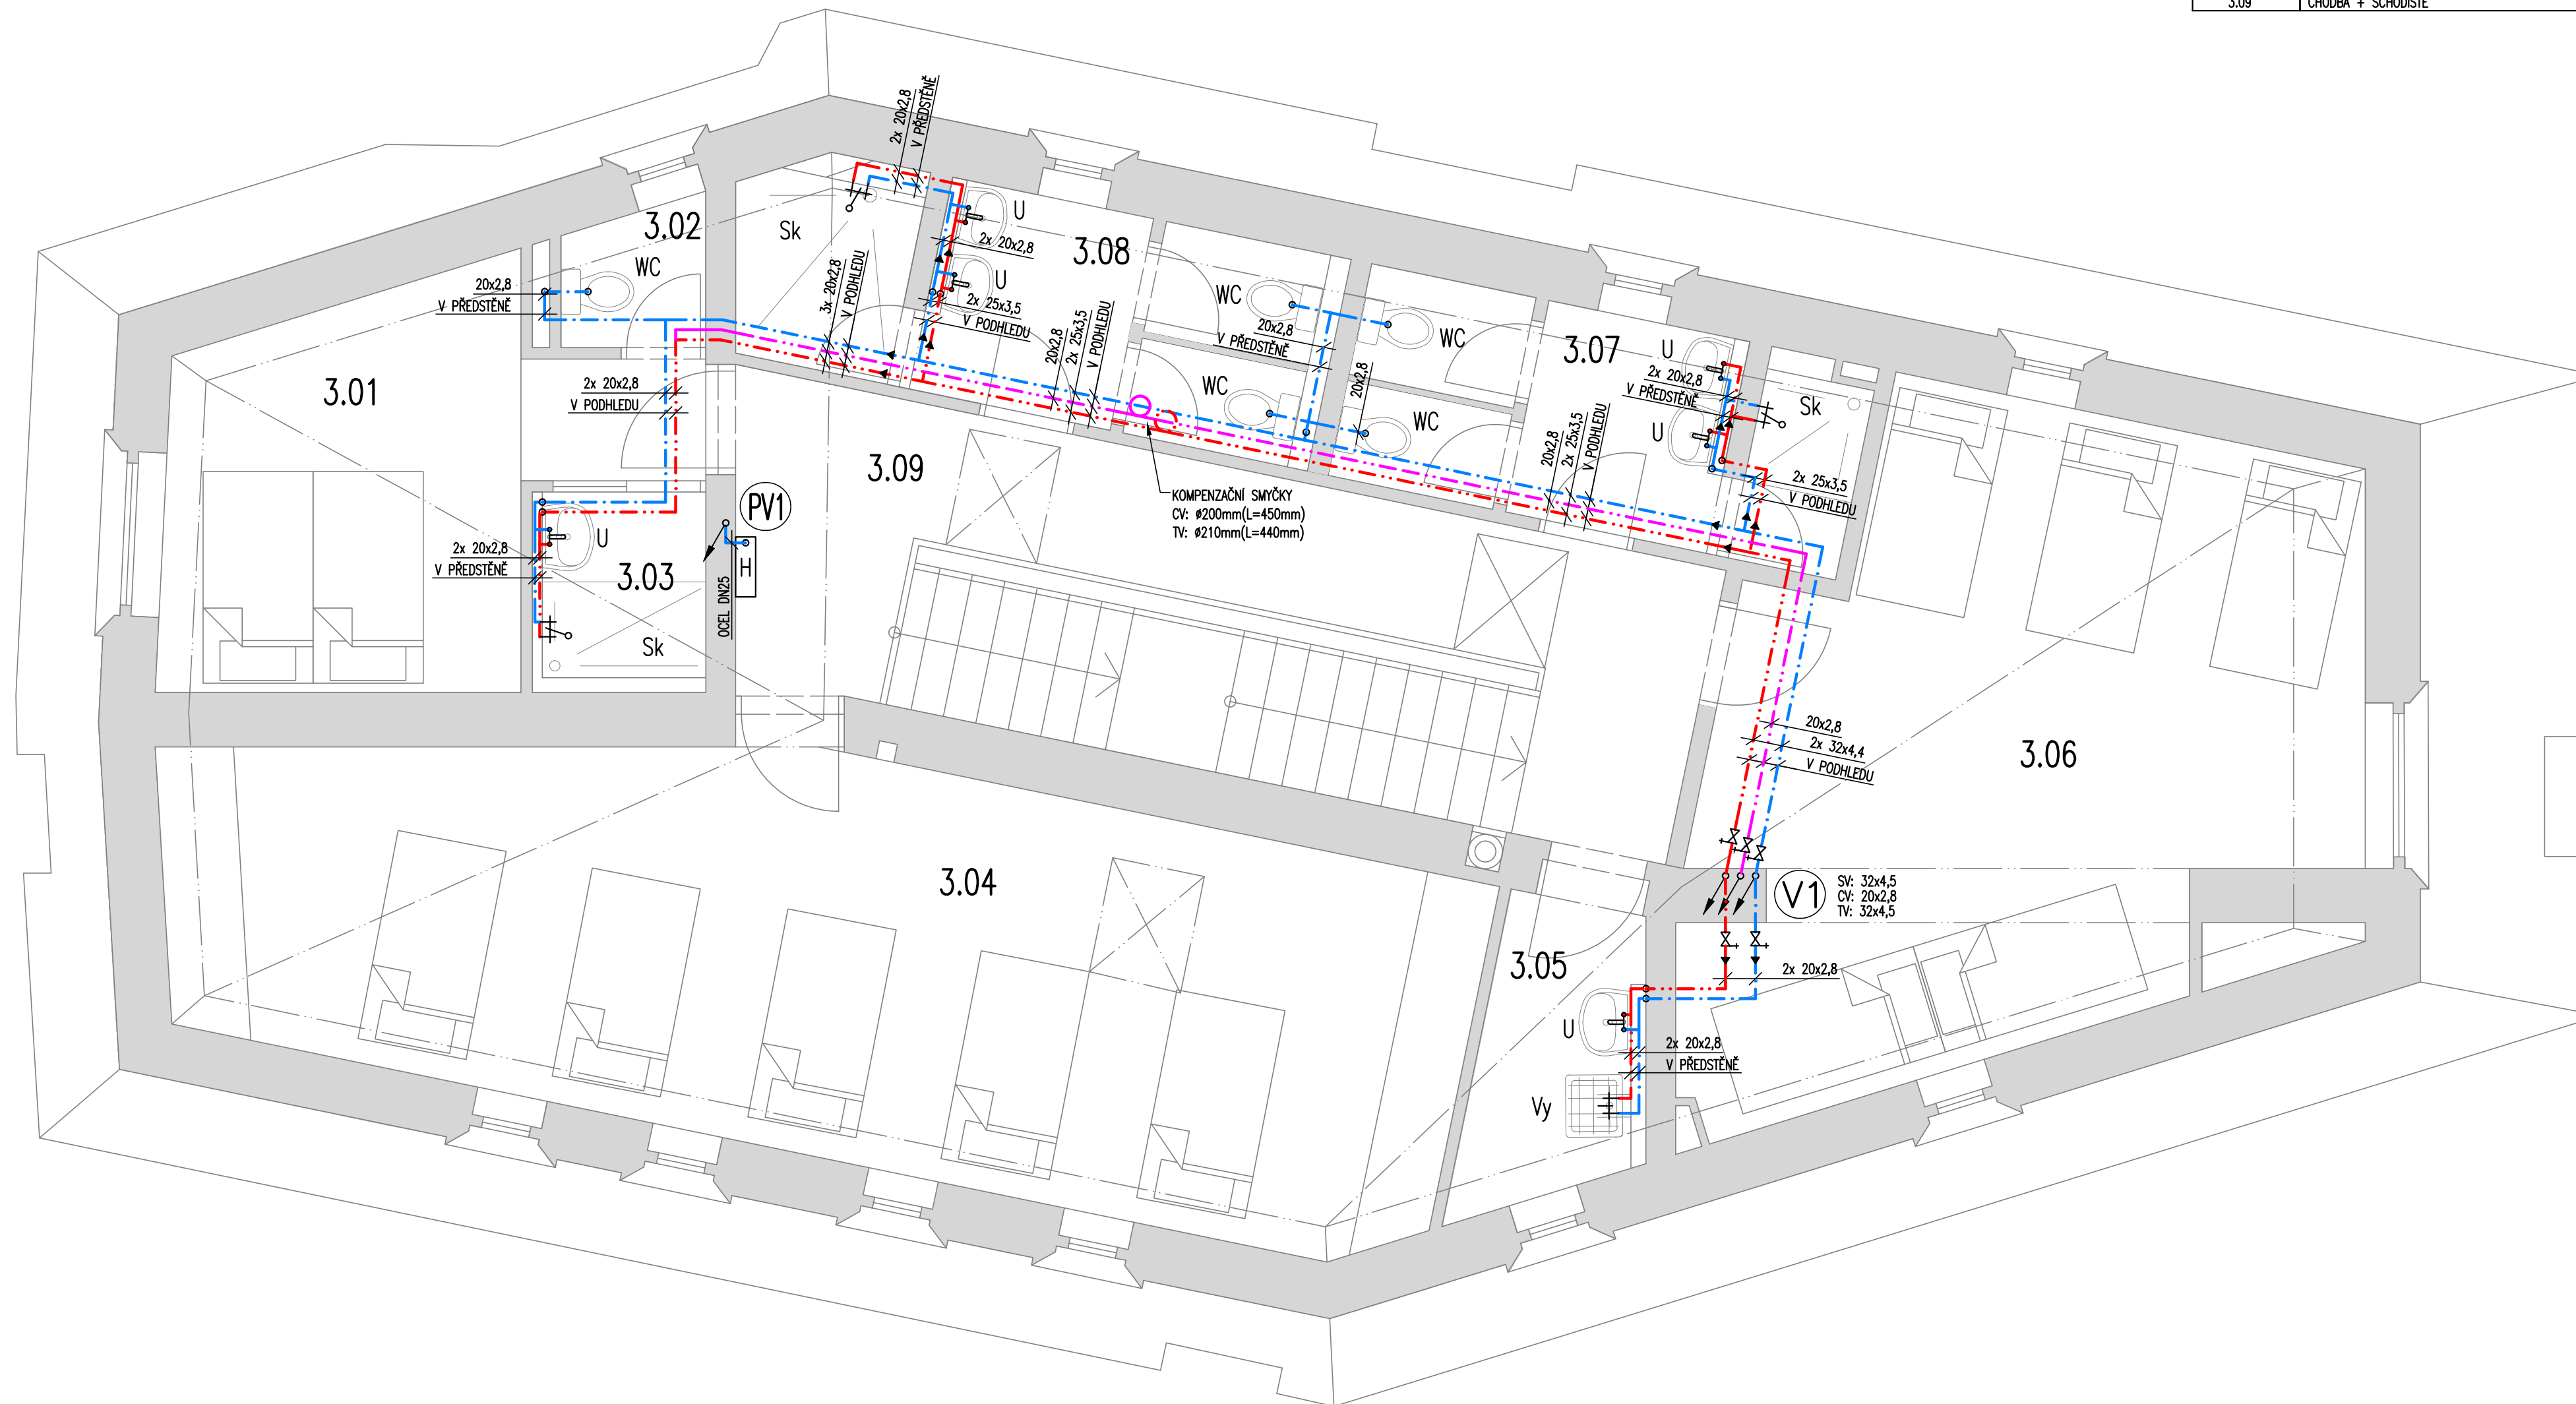 3.09 CHODBA + SCHODIŠTĚ
2x 20x2,8
V PŘEDSTĚNĚ
3.02
Sk
U
2x 20x2,8
3.08
WC
U
20x2,8
V PŘEDSTĚNĚ
3x 20x2,8
V PODHLEDU
2x 25x3,5
V PODHLEDU
20x2,8
2x 25x3,5
V PODHLEDU
WC
20x2,8
V PŘEDSTĚNĚ
WC
3.07
U
2x 20x2,8
V PŘEDSTĚNĚ
Sk
3.01
2x 20x2,8
V PODHLEDU
WC
20x2,8
WC
U
3.09
20x2,8
2x 25x3,5
V PODHLEDU
2x 25x3,5
V PODHLEDU
PV1
KOMPENZAČNÍ SMYČKY
CV: ø200mm(L=450mm)
TV: ø210mm(L=440mm)
U
2x 20x2,8
V PŘEDSTĚNĚ
3.03
H
OCEL DN25
Sk
20x2,8
2x 32x4,4
V PODHLEDU
3.06
3.04
V1
SV: 32x4,5
CV: 20x2,8
TV: 32x4,5
3.05
2x 20x2,8
U
2x 20x2,8
V PŘEDSTĚNĚ
Vy